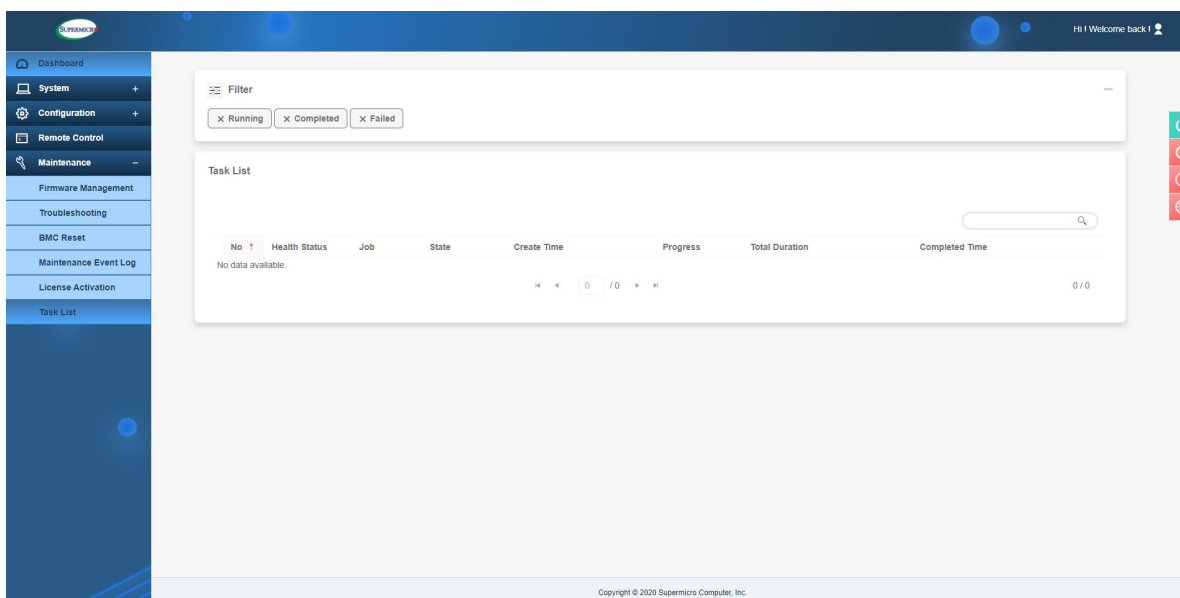 SUPERMICR
Hi ! Welcome back !
Dashboard
System +
Configuration +
Remote Control
Maintenance −
Firmware Management
Troubleshooting
BMC Reset
Maintenance Event Log
License Activation
Task List
Filter
× Running × Completed × Failed
Task List
No ↑ Health Status Job State Create Time Progress Total Duration Completed Time
No data available.
0 / 0
0 / 0
Copyright © 2020 Supermicro Computer, Inc.